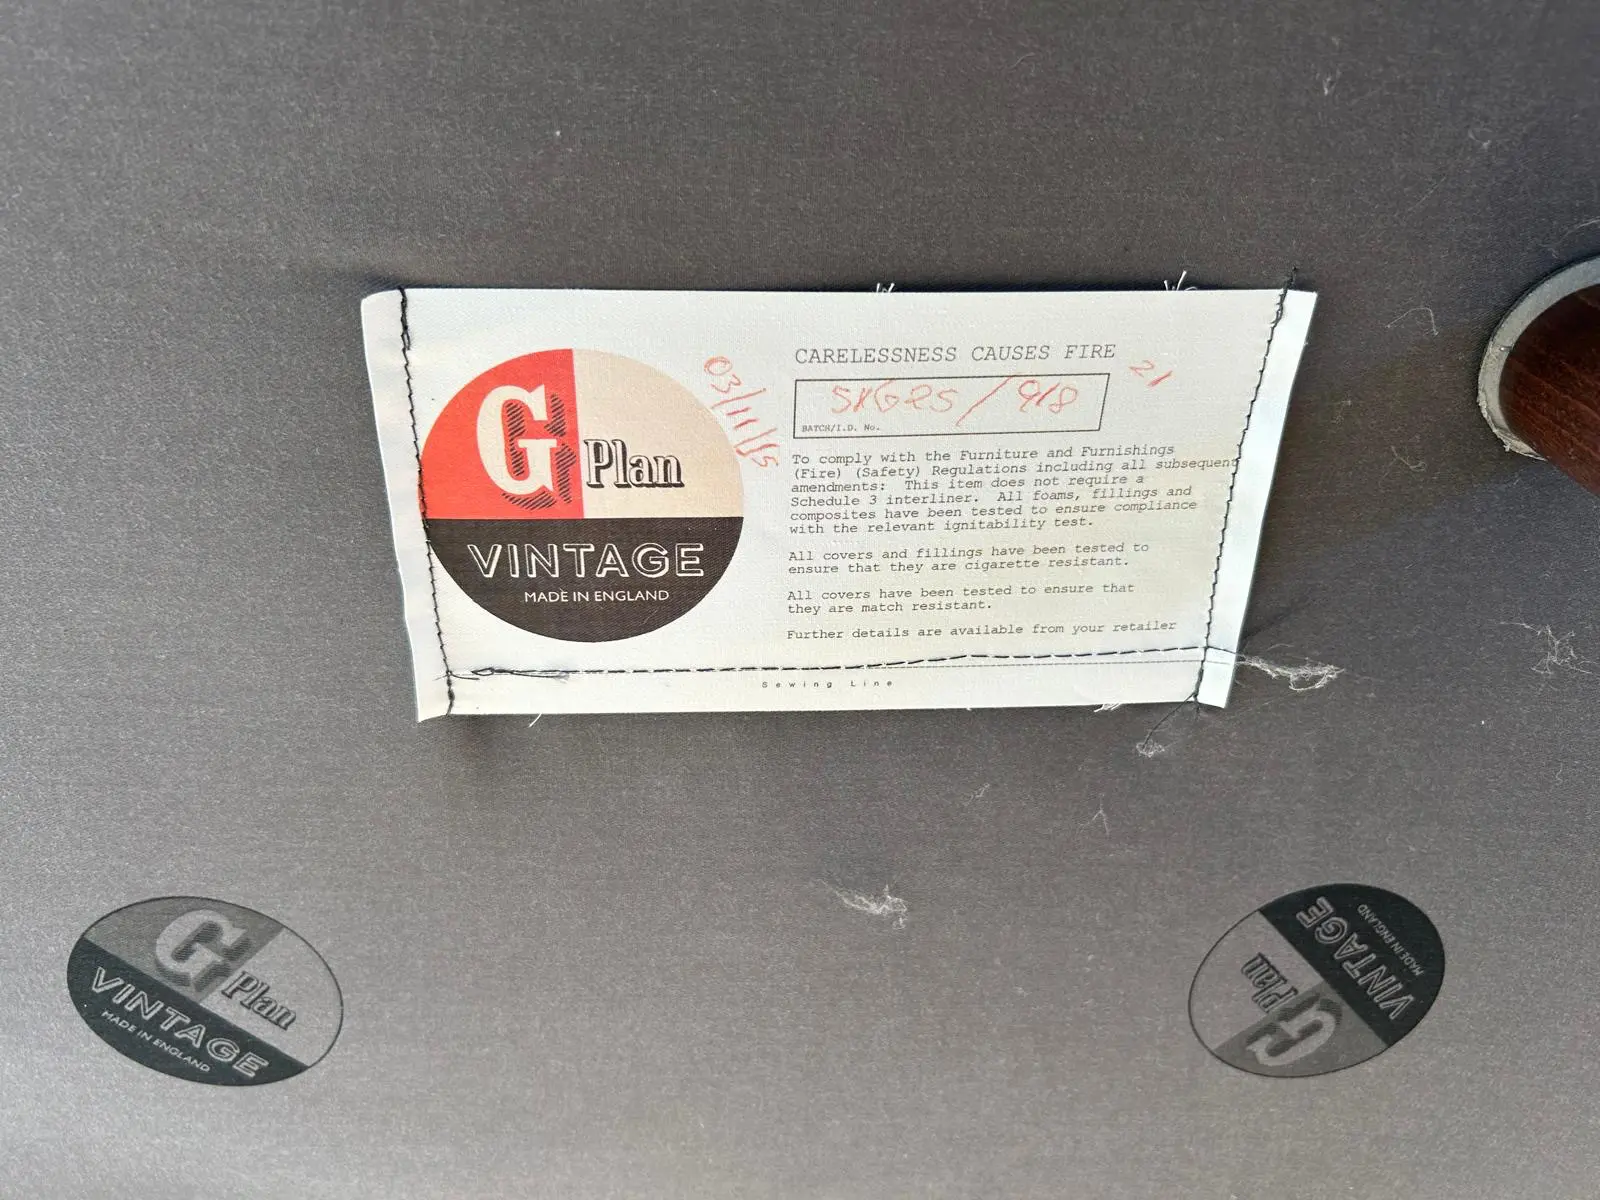 G Plan
VINTAGE
MADE IN ENGLAND
03/11/15
CARELESSNESS CAUSES FIRE
21
/918
BATCH/I.D. No.
To comply with the Furniture and Furnishings
(Fire) (Safety) Regulations including all subsequent
amendments: This item does not require a
Schedule 3 interliner. All foams, fillings and
composites have been tested to ensure compliance
with the relevant ignitability test.
All covers and fillings have been tested to
ensure that they are cigarette resistant.
All covers have been tested to ensure that
they are match resistant.
Further details are available from your retailer
Sewing Line
G Plan
VINTAGE
MADE IN ENGLAND
G Plan
VINTAGE
MADE IN ENGLAND